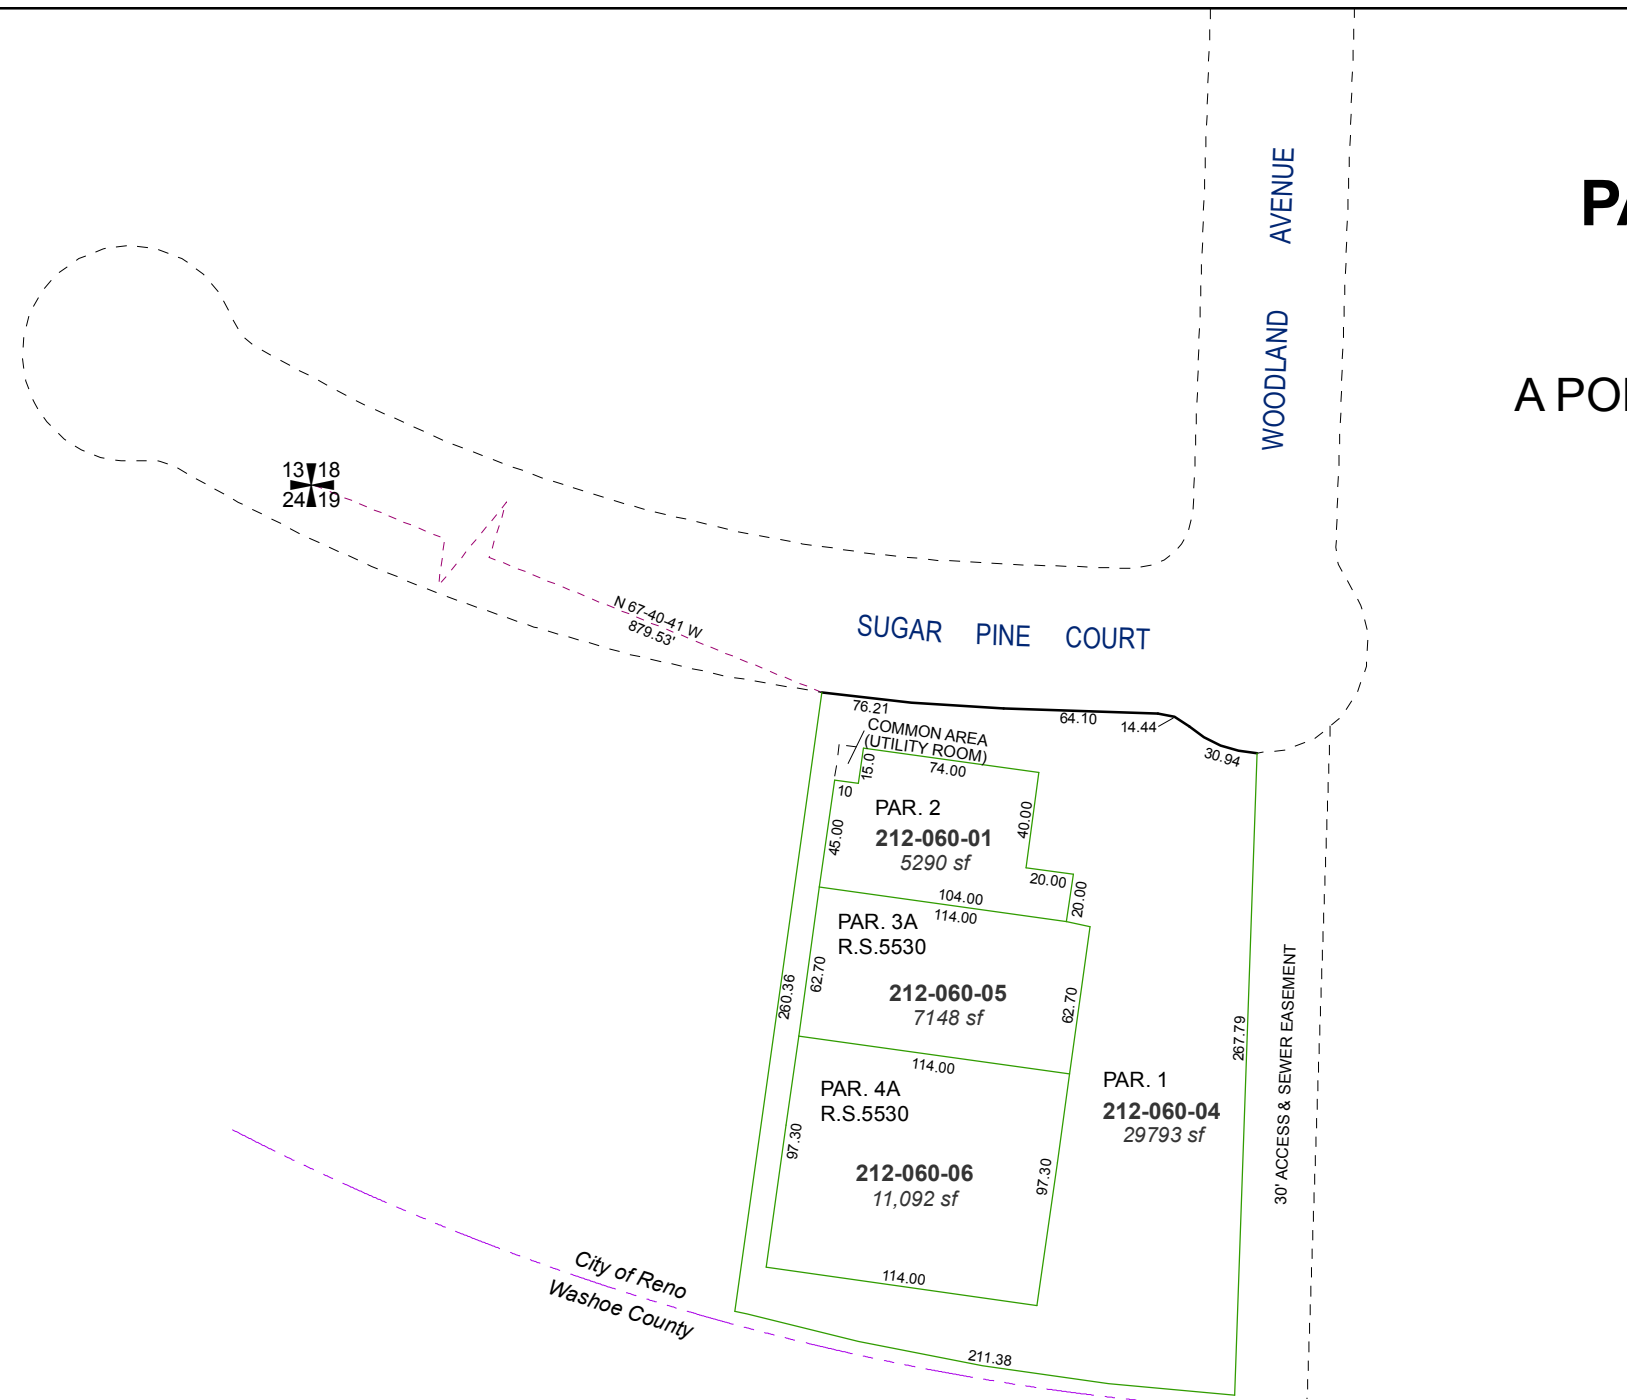 WOODLAND AVENUE
PA
A PO
13 18
24 19
N 67-40-41 W
879.53'
SUGAR PINE COURT
76.21
64.10
14.44
30.94
COMMON AREA
(UTILITY ROOM)
15.0
74.00
10
PAR. 2
212-060-01
5290 sf
45.00
40.00
20.00
20.00
104.00
114.00
PAR. 3A
R.S.5530
212-060-05
7148 sf
62.70
62.70
260.36
267.79
30' ACCESS & SEWER EASEMENT
114.00
PAR. 4A
R.S.5530
212-060-06
11,092 sf
97.30
97.30
PAR. 1
212-060-04
29793 sf
114.00
City of Reno
Washoe County
211.38